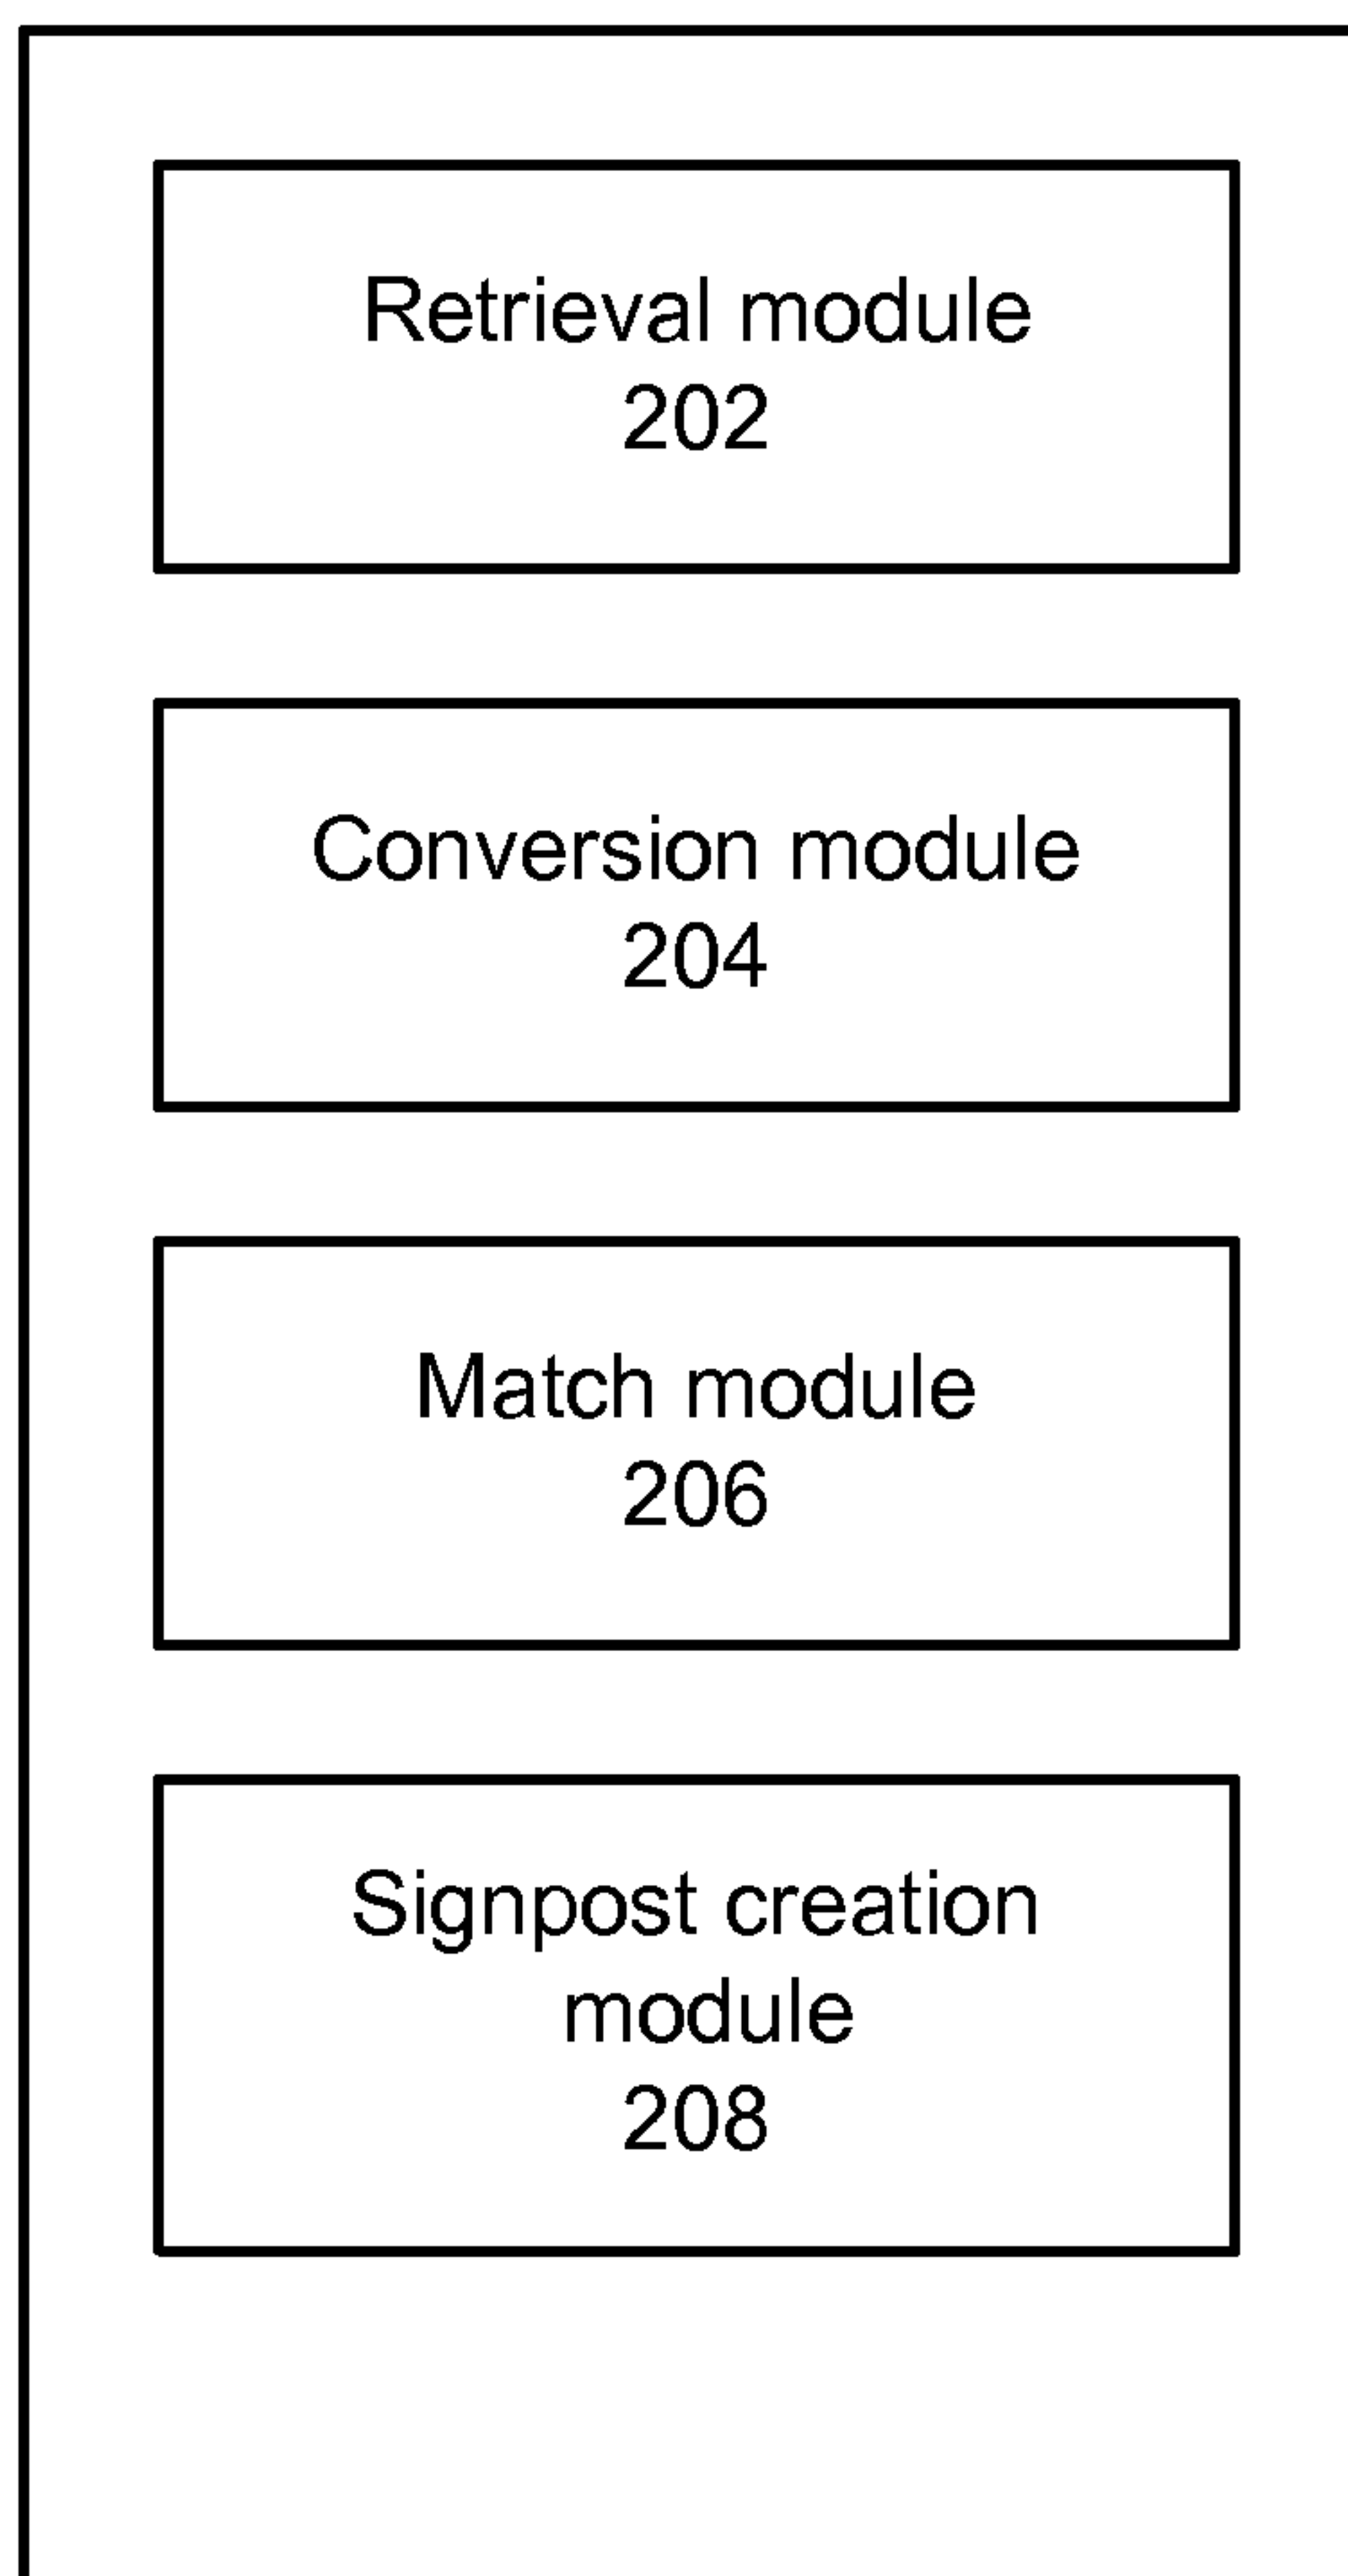 Retrieval module
202
Conversion module
204
Match module
206
Signpost creation
module
208